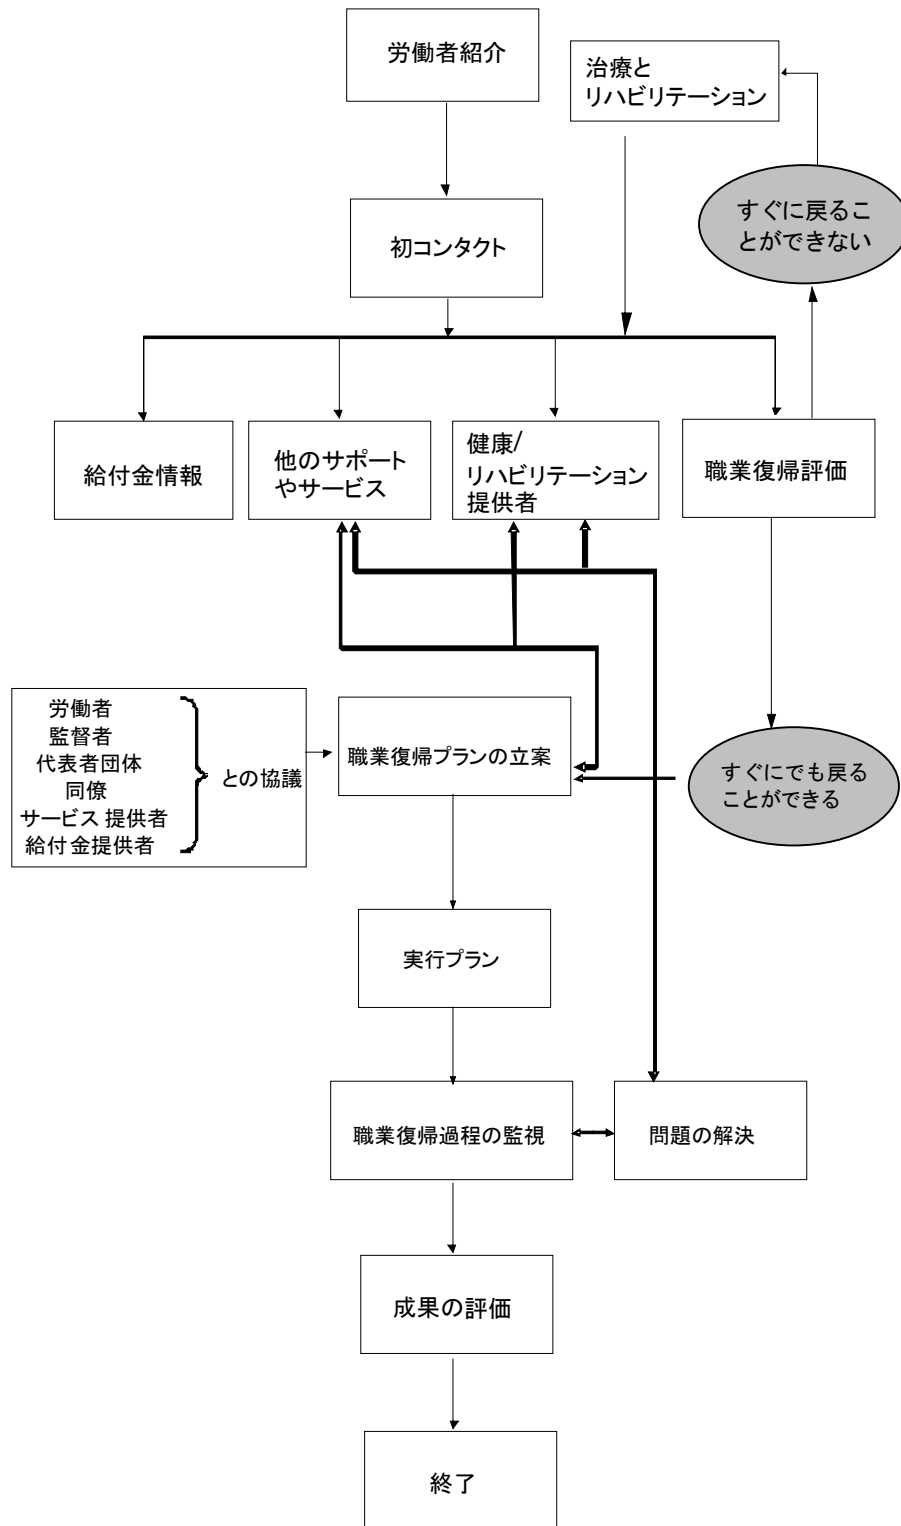 労働者紹介
治療と
リハビリテーション
すぐに戻るこ
とができない
初コンタクト
給付金情報
他のサポート
やサービス
健康/
リハビリテーション
提供者
職業復帰評価
労働者
監督者
代表者団体
同僚
サービス 提供者
給付金提供者
との協議
職業復帰プランの立案
すぐにでも戻る
ことができる
実行プラン
職業復帰過程の監視
問題の解決
成果の評価
終了